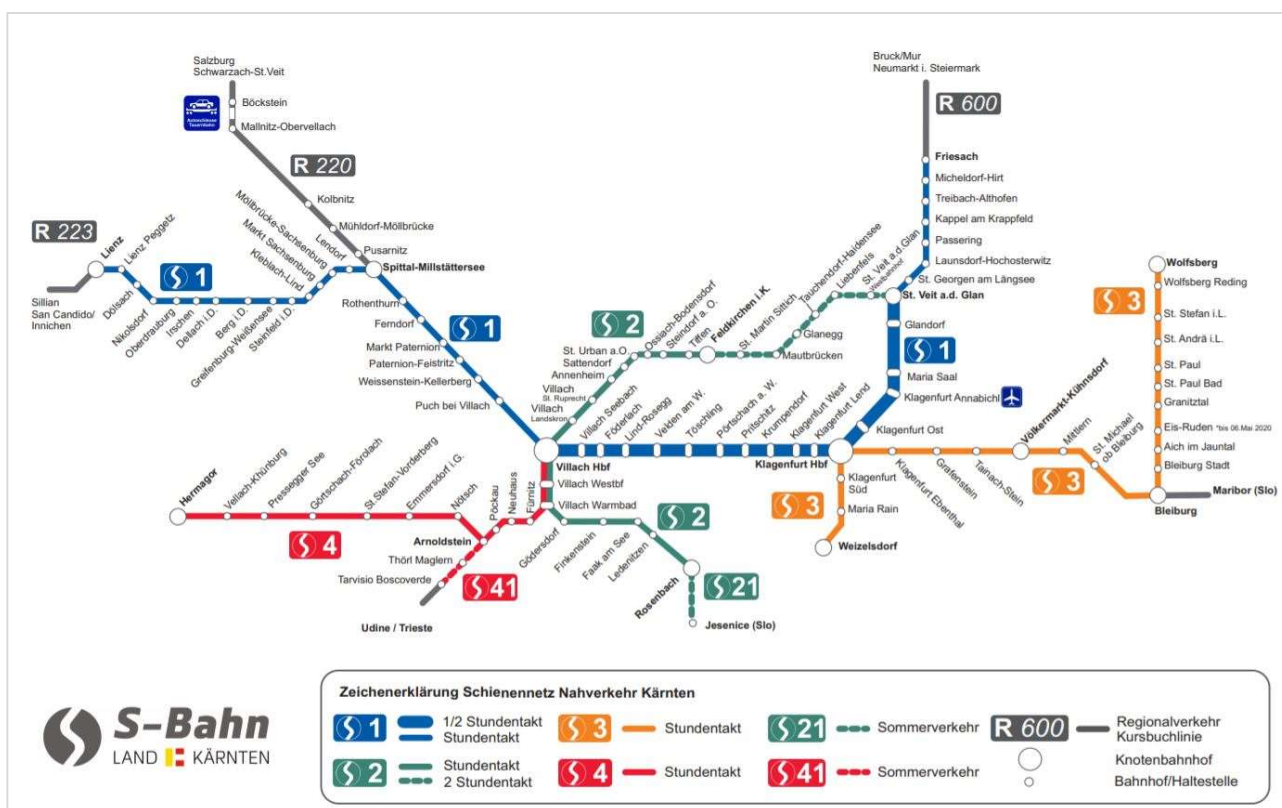 Salzburg
Schwarzach-St.Veit
Böckstein
Autoschleuse
Tauernbahn
Mallnitz-Obervellach
R 220
Kolbnitz
Mühldorf-Möllbrücke
Pusarnitz
Spittal-Millstättersee
R 223
Sillian
San Candido/
Innichen
Lienz
Lienz Peggetz
Dölsach
Nikolsdorf
Oberdrauburg
Irschen
Dellach i.D.
Berg i.D.
Greifenburg-Weißensee
Steinfeld i.D.
Kleblach-Lind
Markt Sachsenburg
Möllbrücke-Sachsenburg
Lendorf
1
Rothenthurn
Ferndorf
Markt Paternion
Paternion-Feistritz
Weissenstein-Kellerberg
Puch bei Villach
1
Villach Hbf
Villach
Landskron
Villach
St. Ruprecht
Annenheim
Sattendorf
St. Urban a.O.
Ossiach-Bodensdorf
Steindorf a. O.
Tiffen
Feldkirchen i.K.
St. Martin Sittich
Mautbrücken
Glanegg
Tauchendorf-Haidensee
Liebenfels
St. Veit a.d.Glan
Westbahnhof
2
St. Veit a.d. Glan
Bruck/Mur
Neumarkt i. Steiermark
R 600
Friesach
Micheldorf-Hirt
Treibach-Althofen
Kappel am Krappfeld
Passering
Launsdorf-Hochosterwitz
St. Georgen am Längsee
Glandorf
1
Maria Saal
Klagenfurt Annabichl
Klagenfurt Ost
Villach Seebach
Föderlach
Lind-Rosegg
Velden am W.
Töschling
Pörtschach a. W.
Pritschitz
Krumpendorf
Klagenfurt West
Klagenfurt Lend
Klagenfurt Hbf
Klagenfurt
Süd
Maria Rain
Weizelsdorf
3
Klagenfurt Ebenthal
Grafenstein
Tainach-Stein
Völkermarkt-Kühnsdorf
Mittlern
St. Michael
ob Bleiburg
3
Bleiburg
Maribor (Slo)
Wolfsberg
Wolfsberg Reding
3
St. Stefan i.L.
St. Andrä i.L.
St. Paul
St. Paul Bad
Granitztal
Eis-Ruden *bis 06.Mai 2020
Aich im Jauntal
Bleiburg Stadt
Villach Westbf
Villach Warmbad
Gödersdorf
Finkenstein
Faak am See
Ledenitzen
2
Rosenbach
21
Jesenice (Slo)
Hermagor
Vellach-Khünburg
Presseggersee
Görtschach-Förolach
St.Stefan-Vorderberg
Emmersdorf i.G.
Nötsch
4
Arnoldstein
Pöckau
Neuhaus
Fürnitz
Thörl Maglern
Tarvisio Boscoverde
41
Udine / Trieste
S-Bahn
LAND KÄRNTEN
Zeichenerklärung Schienennetz Nahverkehr Kärnten
1 1/2 Stundentakt
Stundentakt
2 Stundentakt
2 Stundentakt
3 Stundentakt
4 Stundentakt
21 Sommerverkehr
41 Sommerverkehr
R 600 Regionalverkehr
Kursbuchlinie
Knotenbahnhof
Bahnhof/Haltestelle